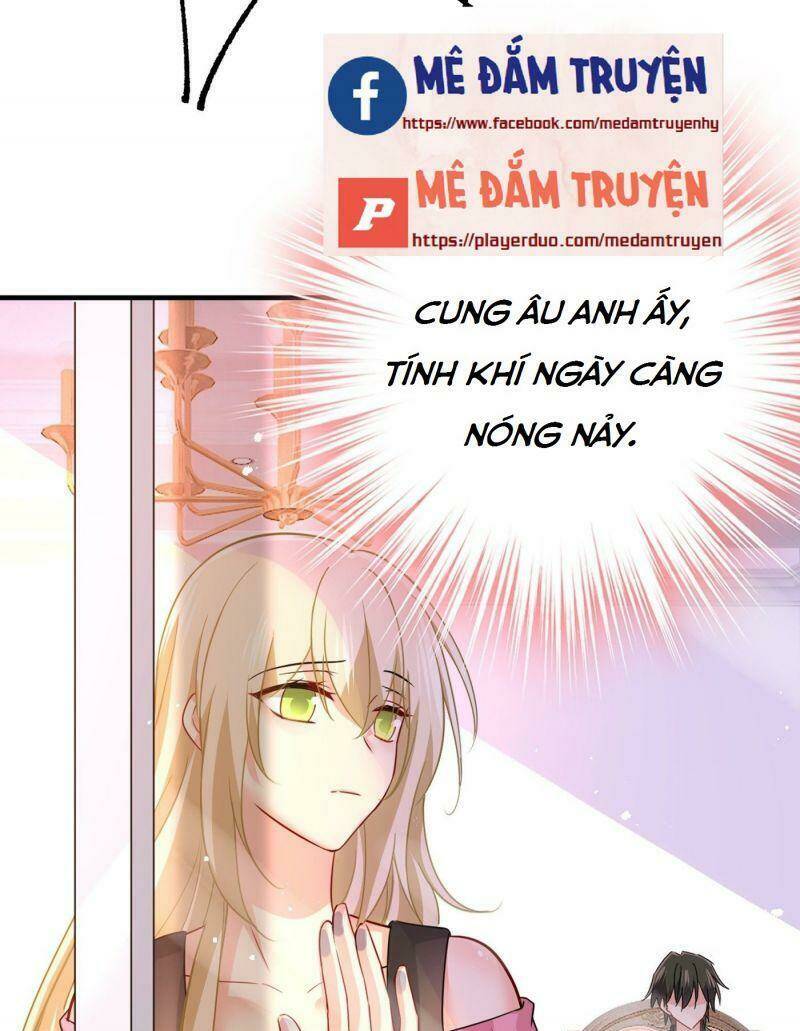 MÊ ĐẮM TRUYỆN
https://www.facebook.com/medamtruyenhy
MÊ ĐẮM TRUYỆN
https://playerduo.com/medamtruyen
CUNG ÂU ANH ẤY,
TÍNH KHÍ NGÀY CÀNG
NÓNG NẢY.